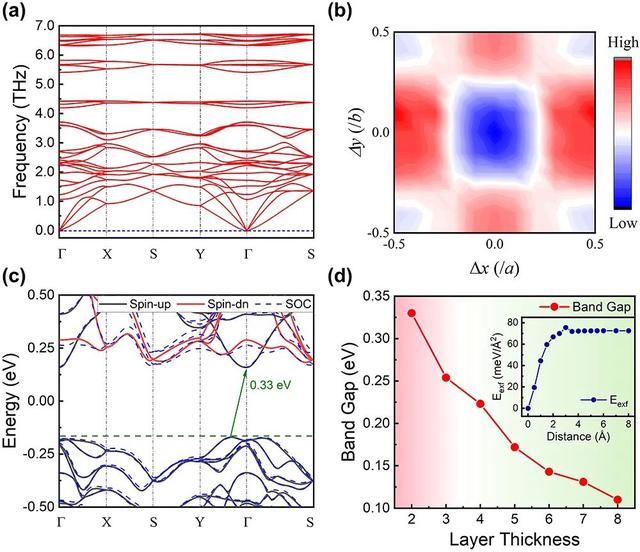 (a)
7.0
6.0
5.0
4.0
3.0
2.0
1.0
0.0
Frequency (THz)
Γ X S Y Γ S
(b)
0.5
0.0
-0.5
Δy (/b)
-0.5 0.0 0.5
Δx (/a)
High
Low
(c)
Spin-up Spin-dn SOC
0.50
0.25
0.00
-0.25
-0.50
Energy (eV)
0.33 eV
Γ X S Y Γ S
(d)
Band Gap
0.35
0.30
0.25
0.20
0.15
0.10
Band Gap (eV)
2 3 4 5 6 7 8
Layer Thickness
80
60
40
20
0
E_exf (meV/Å²)
E_exf
0 2 4 6 8
Distance (Å)